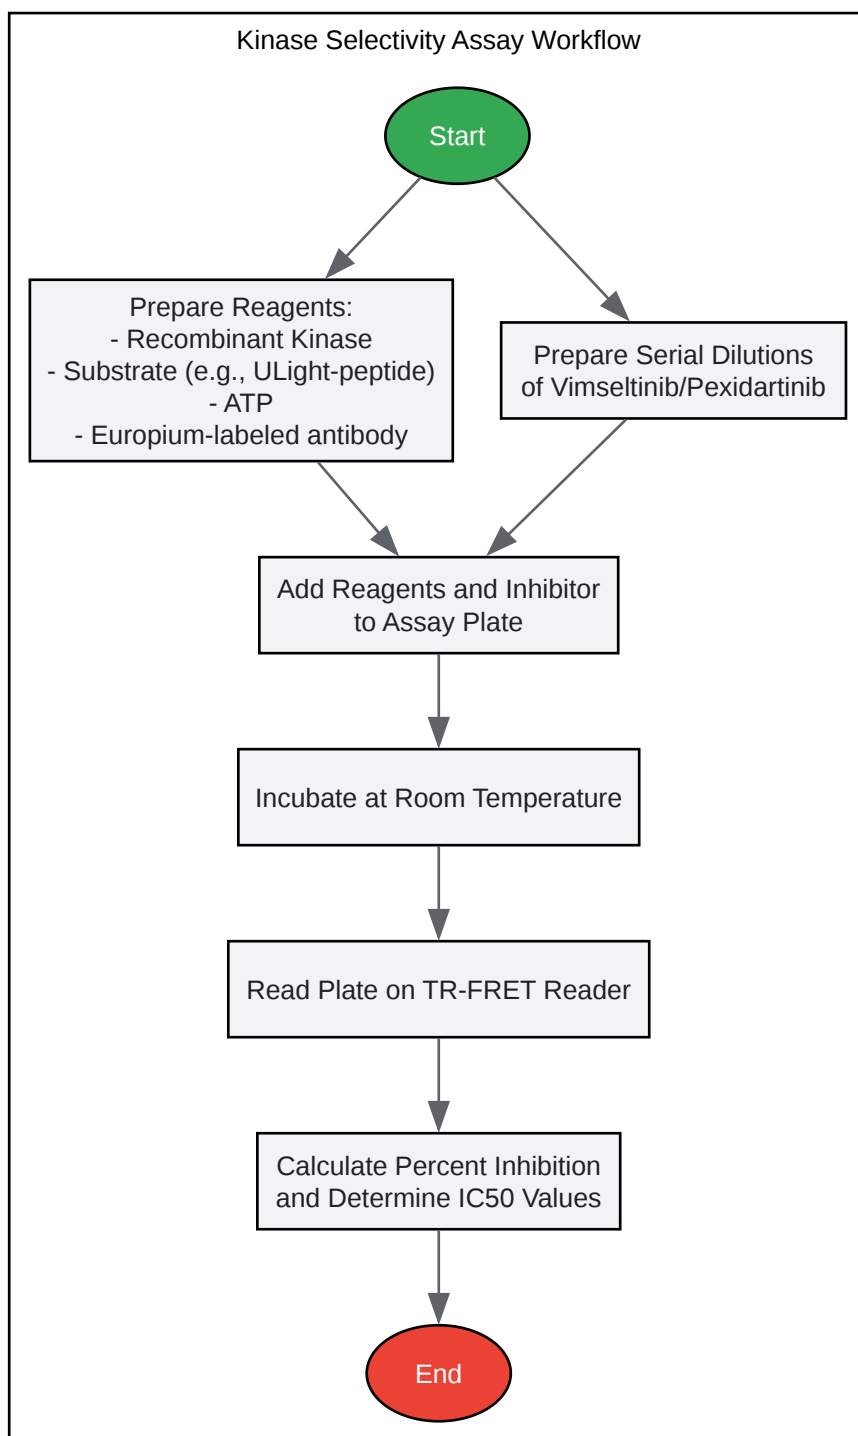 Kinase Selectivity Assay Workflow
Start
Prepare Reagents:
- Recombinant Kinase
- Substrate (e.g., ULight-peptide)
- ATP
- Europium-labeled antibody
Prepare Serial Dilutions
of Vimseltinib/Pexidartinib
Add Reagents and Inhibitor
to Assay Plate
Incubate at Room Temperature
Read Plate on TR-FRET Reader
Calculate Percent Inhibition
and Determine IC50 Values
End